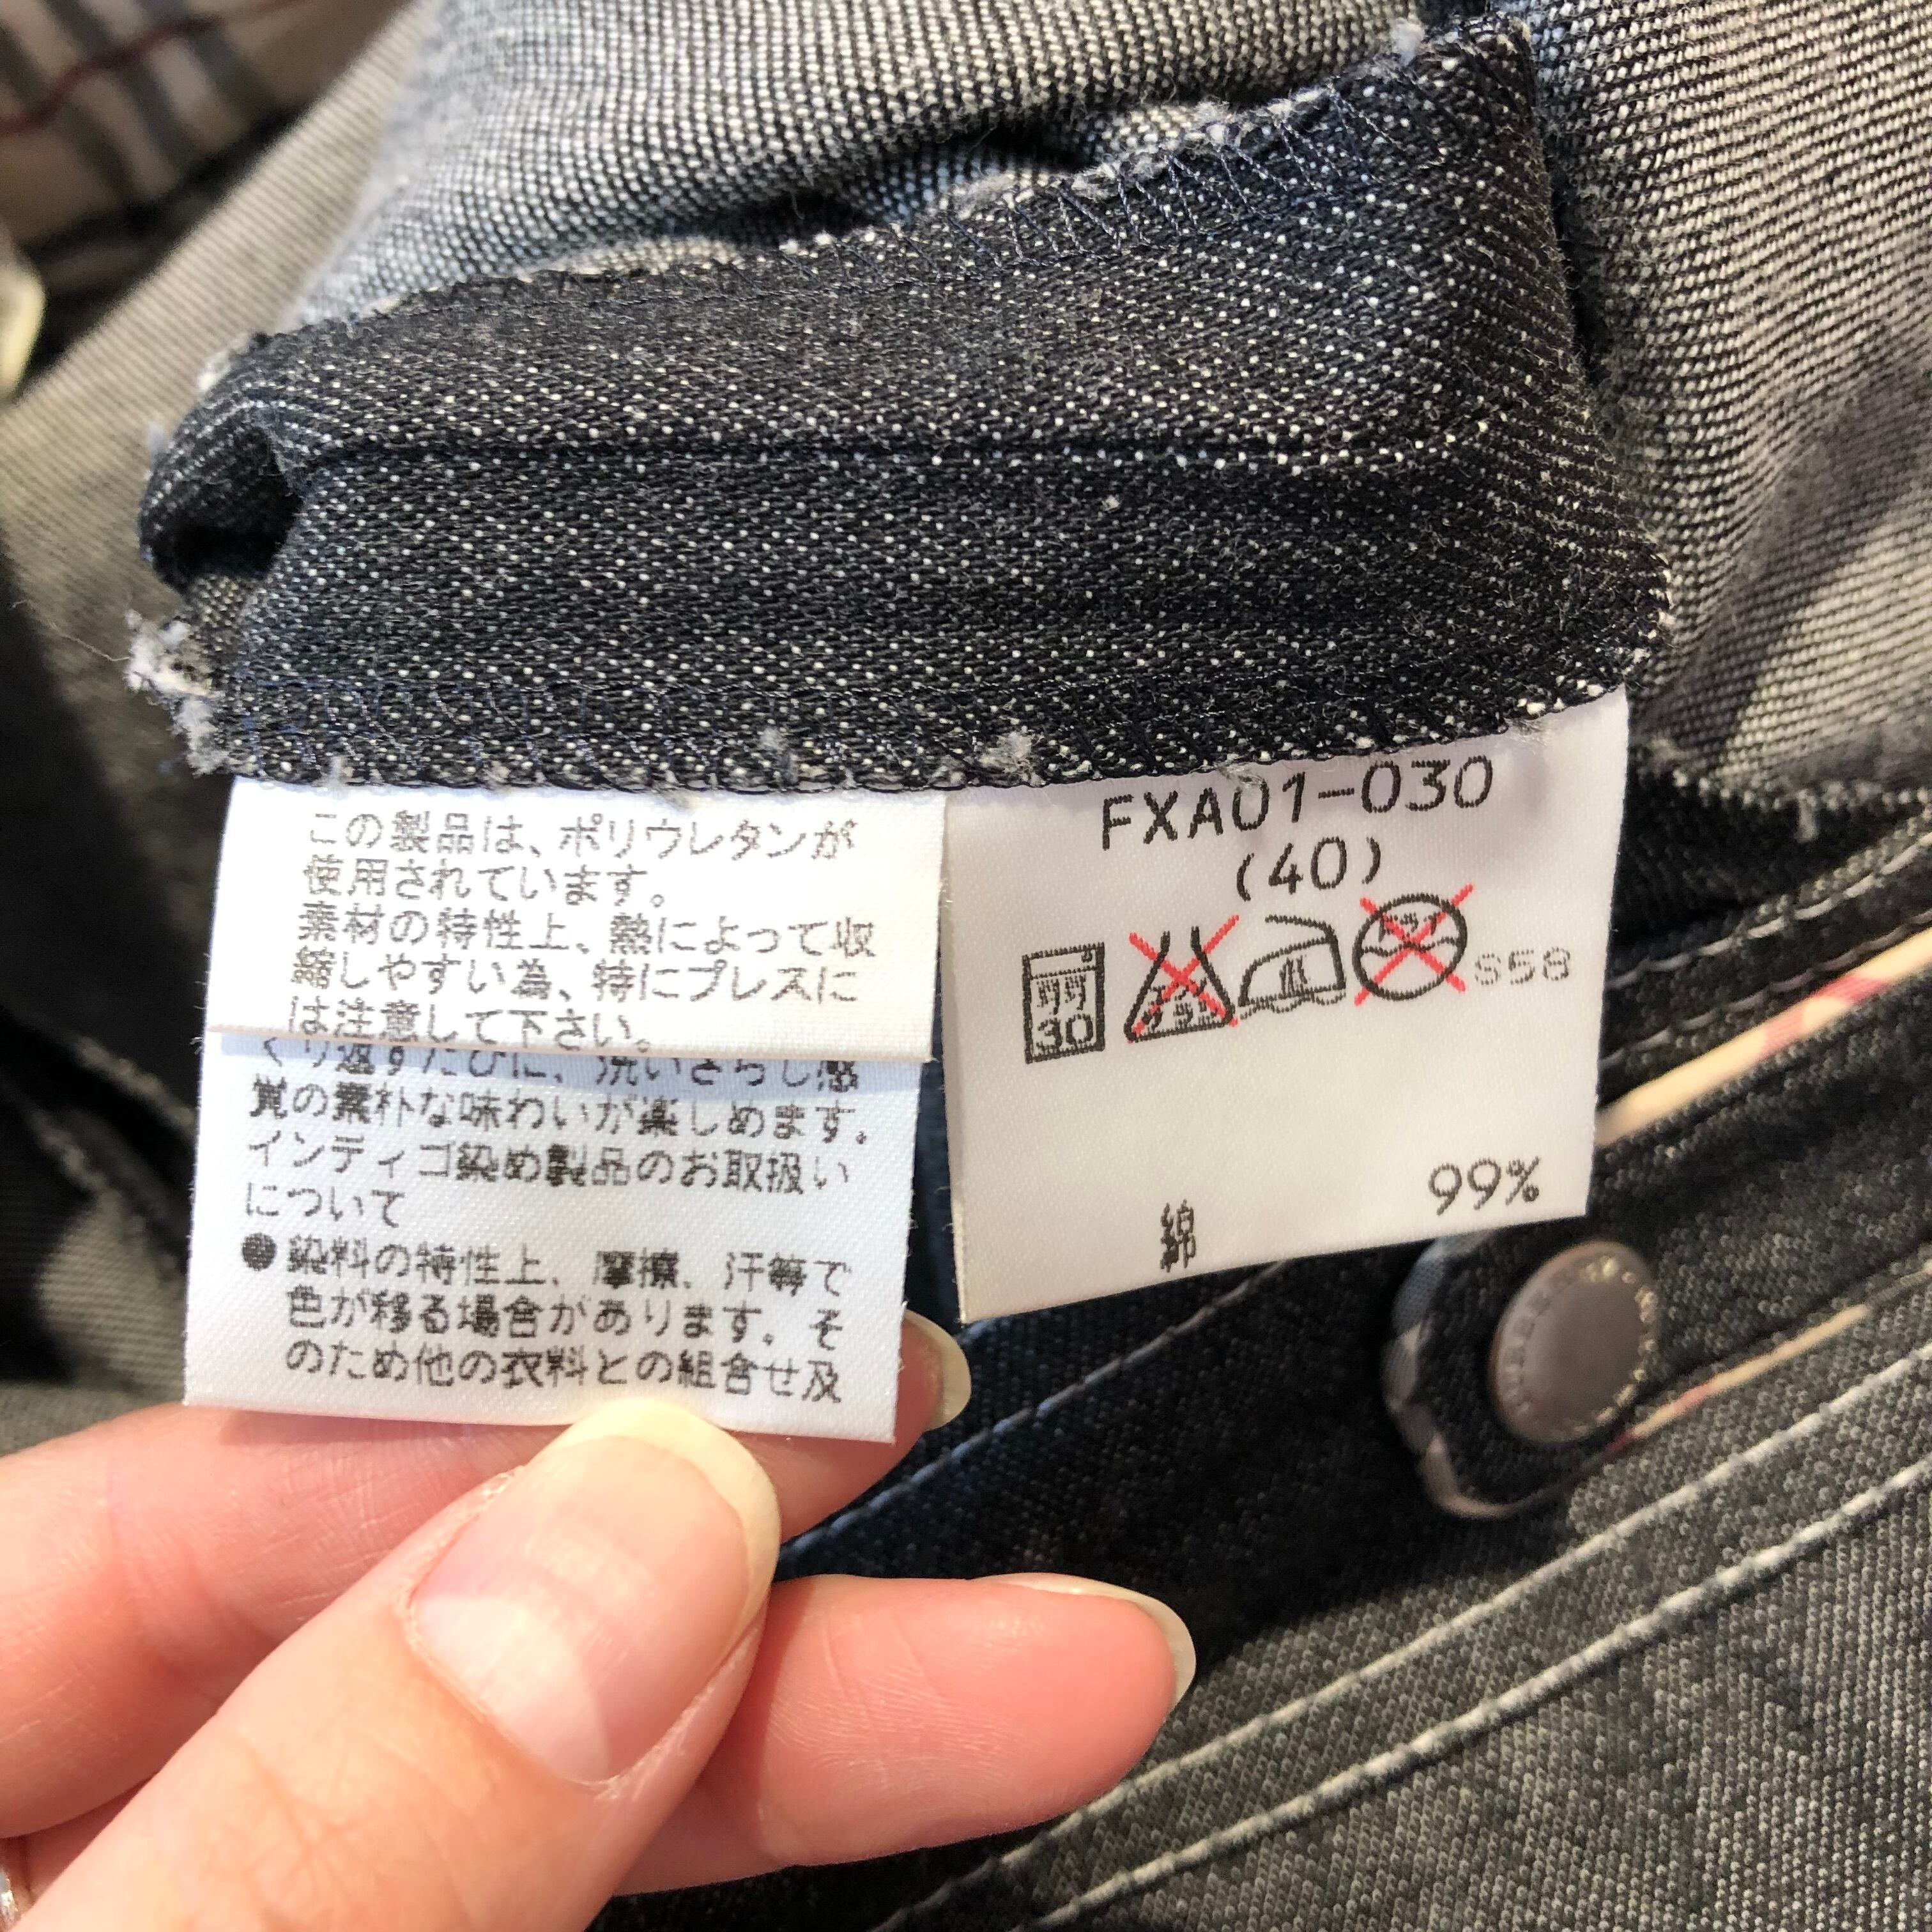 この製品は、ポリウレタンが
使用されています。
素材の特性上、熱によって収
縮しやすい為、特にプレスに
は注意して下さい。
くり返すたびに、洗いざらし感
覚の素朴な味わいが楽しめます。
インディゴ染め製品のお取扱い
について
●染料の特性上、摩擦、汗等で
色が移る場合があります。そ
のため他の衣料との組合せ及
FXA01-030
(40)
弱
30
S58
綿 99%